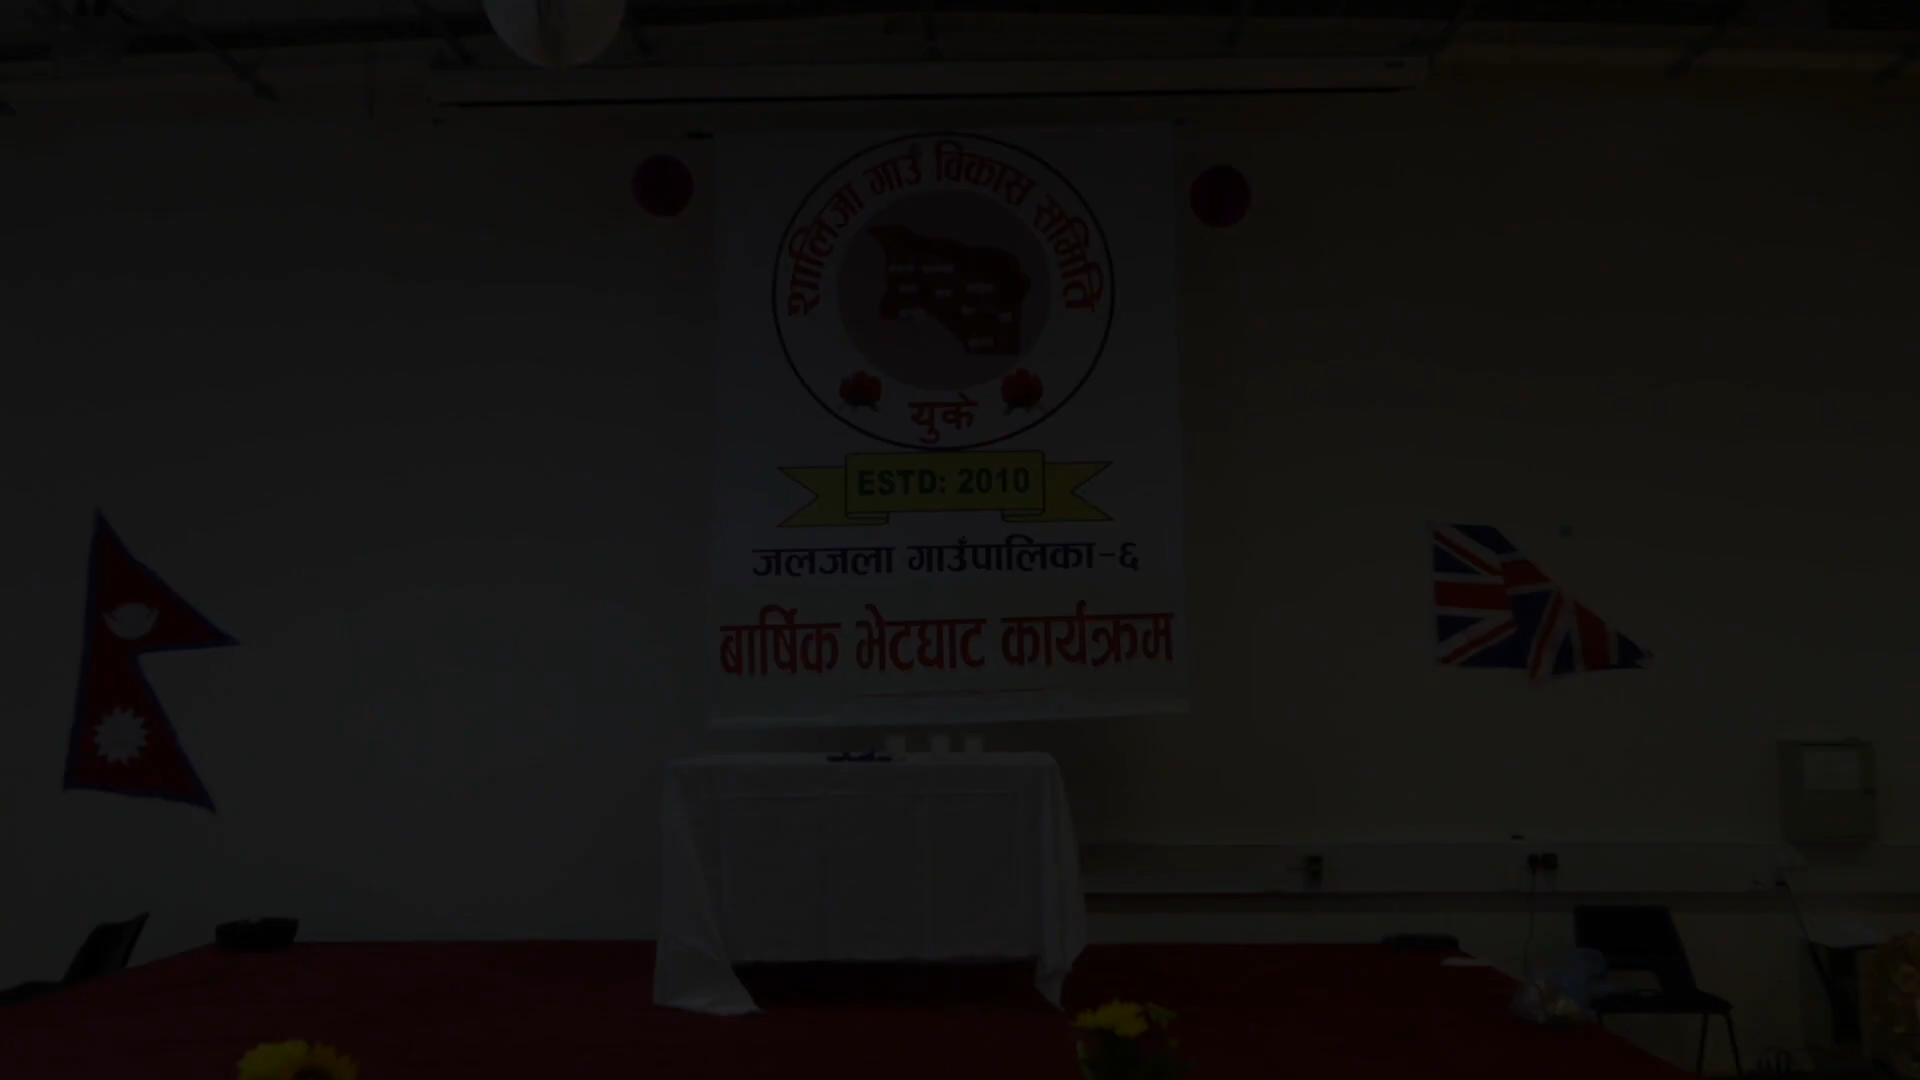 शालिजा गाउँ विकास समिति
युके
ESTD: 2010
जलजला गाउँपालिका-६
बार्षिक भेटघाट कार्यक्रम